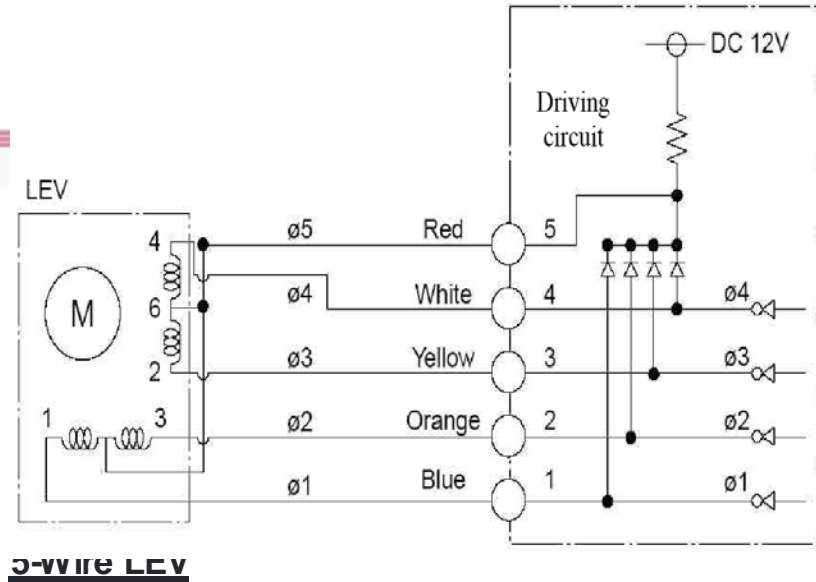 DC 12V
Driving
circuit
LEV
4 ø5 Red 5
6 ø4 White 4 ø4
M
2 ø3 Yellow 3 ø3
1 3 ø2 Orange 2 ø2
ø1 Blue 1 ø1
5-Wire LEV